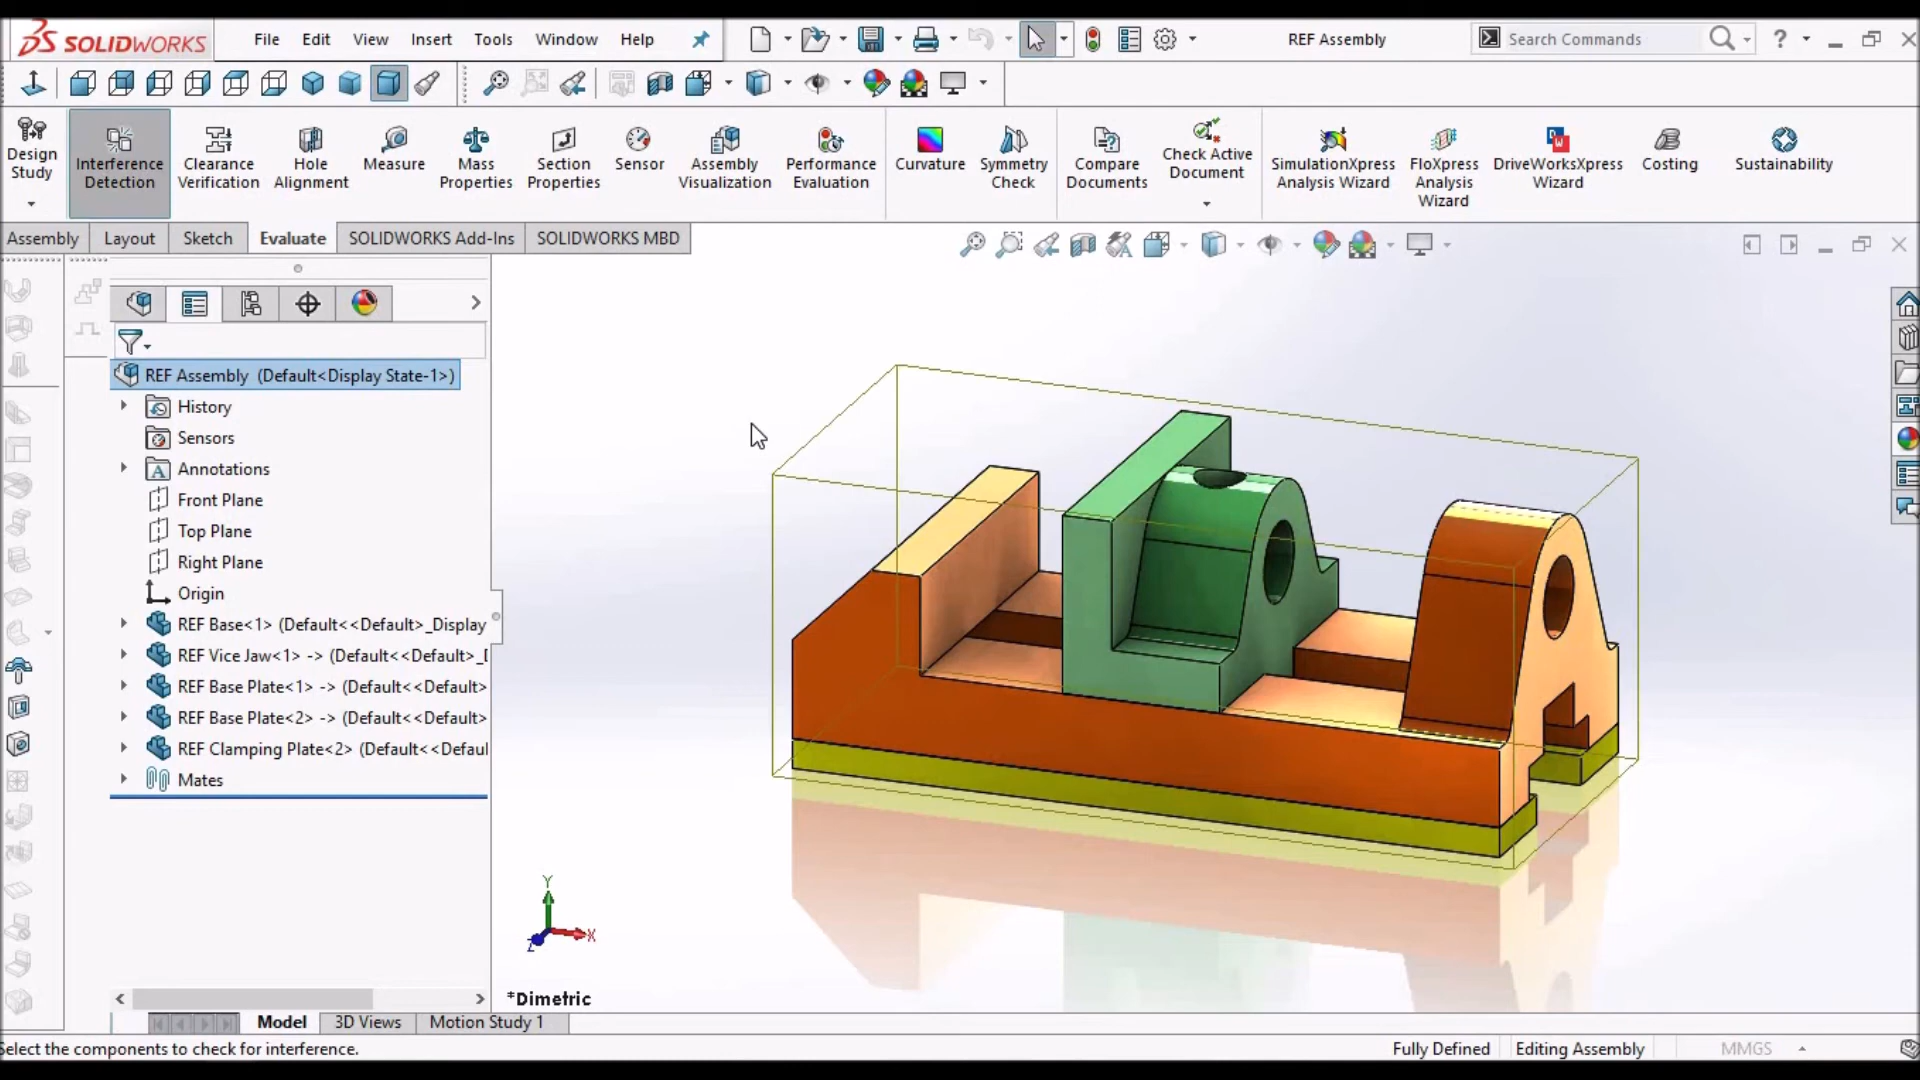 SOLIDWORKS
File Edit View Insert Tools Window Help
REF Assembly
Search Commands
?
Design Study
Interference Detection
Clearance Verification
Hole Alignment
Measure
Mass Properties
Section Properties
Sensor
Assembly Visualization
Performance Evaluation
Curvature
Symmetry Check
Compare Documents
Check Active Document
SimulationXpress Analysis Wizard
FloXpress Analysis Wizard
DriveWorksXpress Wizard
Costing
Sustainability
Assembly Layout Sketch Evaluate SOLIDWORKS Add-Ins SOLIDWORKS MBD
REF Assembly (Default<Display State-1>)
History
Sensors
Annotations
Front Plane
Top Plane
Right Plane
Origin
REF Base<1> (Default<<Default>_Display
REF Vice Jaw<1> -> (Default<<Default>_D
REF Base Plate<1> -> (Default<<Default>
REF Base Plate<2> -> (Default<<Default>
REF Clamping Plate<2> (Default<<Defaul
Mates
Y
X
Z
*Dimetric
Model 3D Views Motion Study 1
Select the components to check for interference.
Fully Defined Editing Assembly MMGS